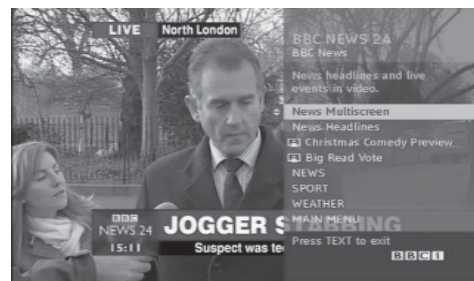 LIVE North London
BBC NEWS 24
BBC News
News headlines and live
events in video.
News Multiscreen
News Headlines
Christmas Comedy Preview
Big Read Vote
NEWS
SPORT
WEATHER
MAIN MENU
Press TEXT to exit
BBCi
BBC
NEWS 24
15:11
JOGGER STABBING
Suspect was